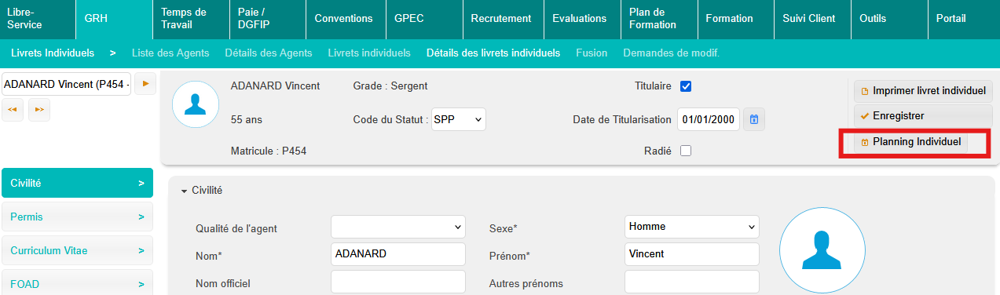 Libre-
Service
GRH
Temps de
Travail
Paie /
DGFIP
Conventions
GPEC
Recrutement
Evaluations
Plan de
Formation
Formation
Suivi Client
Outils
Portail
Livrets Individuels > Liste des Agents Détails des Agents Livrets individuels Détails des livrets individuels Fusion Demandes de modif.
ADANARD Vincent (P454 -
ADANARD Vincent Grade : Sergent Titulaire
Imprimer livret individuel
55 ans Code du Statut : SPP Date de Titularisation 01/01/2000
Enregistrer
Matricule : P454 Radié
Planning Individuel
Civilité >
Permis >
Curriculum Vitae >
FOAD >
Civilité
Qualité de l'agent Sexe* Homme
Nom* ADANARD Prénom* Vincent
Nom officiel Autres prénoms